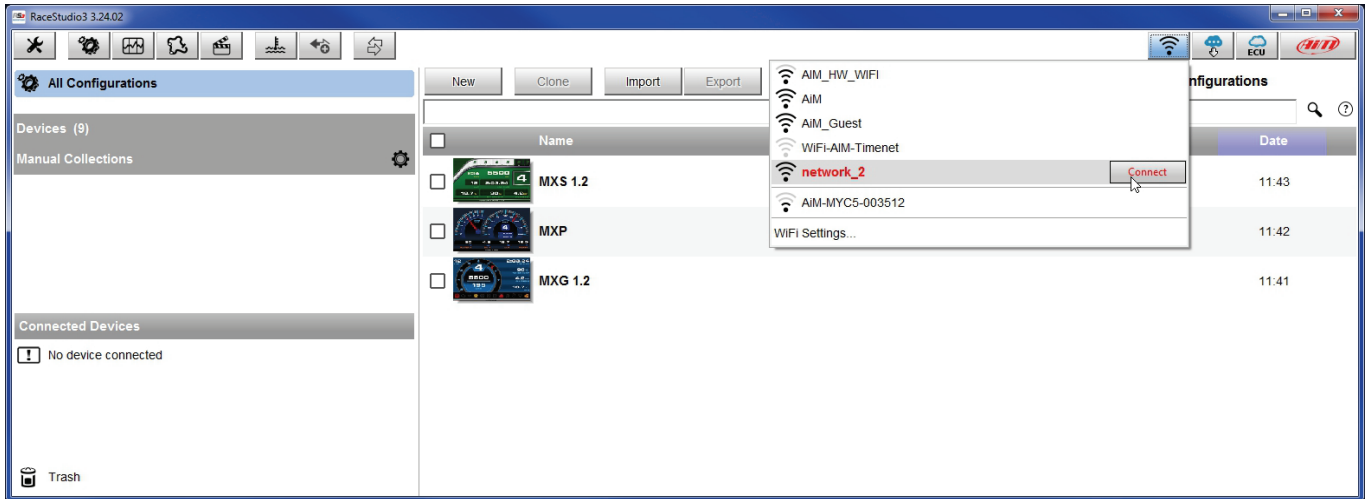 RaceStudio3 3.24.02
ECU
AiM
All Configurations
New
Clone
Import
Export
nfigurations
Devices (9)
Manual Collections
Name
Date
MXS 1.2
11:43
MXP
11:42
MXG 1.2
11:41
AIM_HW_WIFI
AiM
AiM_Guest
WiFi-AIM-Timenet
network_2
Connect
AiM-MYC5-003512
WiFi Settings...
Connected Devices
No device connected
Trash